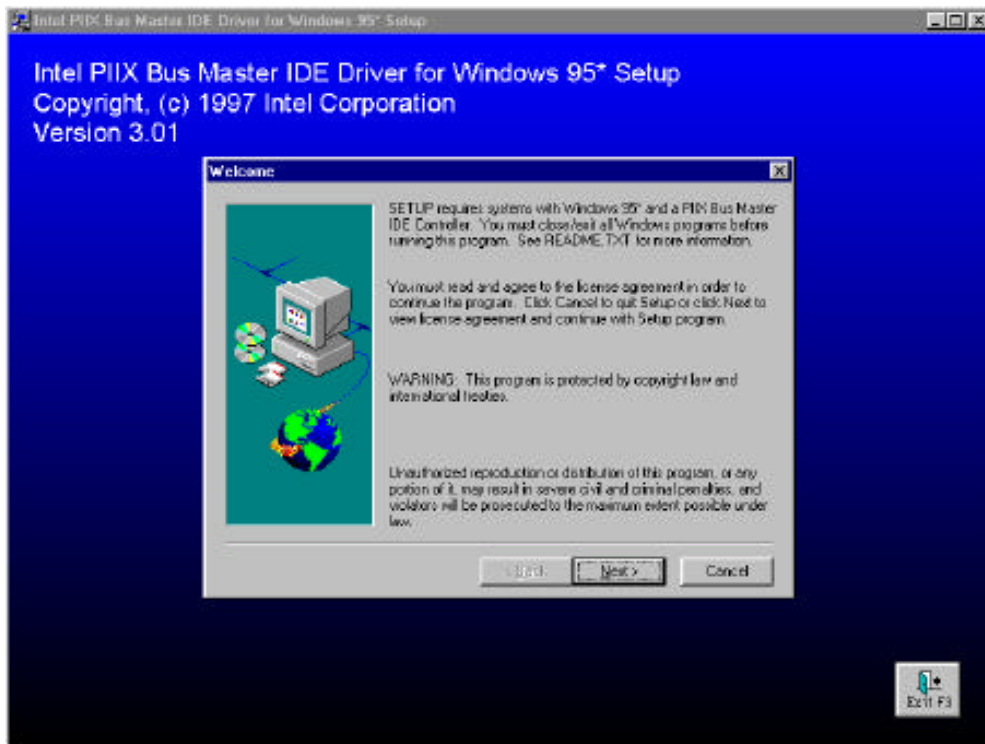 Intel PIIX Bus Master IDE Driver for Windows 95* Setup
Intel PIIX Bus Master IDE Driver for Windows 95* Setup
Copyright, (c) 1997 Intel Corporation
Version 3.01
Welcome
SETUP requires systems with Windows 95* and a PIIX Bus Master
IDE Controller. You must close/exit all Windows programs before
running this program. See README.TXT for more information.
You must read and agree to the license agreement in order to
continue the program. Click Cancel to quit Setup or click Next to
view license agreement and continue with Setup program.
WARNING: This program is protected by copyright law and
international treaties.
Unauthorized reproduction or distribution of this program, or any
portion of it, may result in severe civil and criminal penalties, and
violators will be prosecuted to the maximum extent possible under
law.
< Back
Next >
Cancel
Exit F3